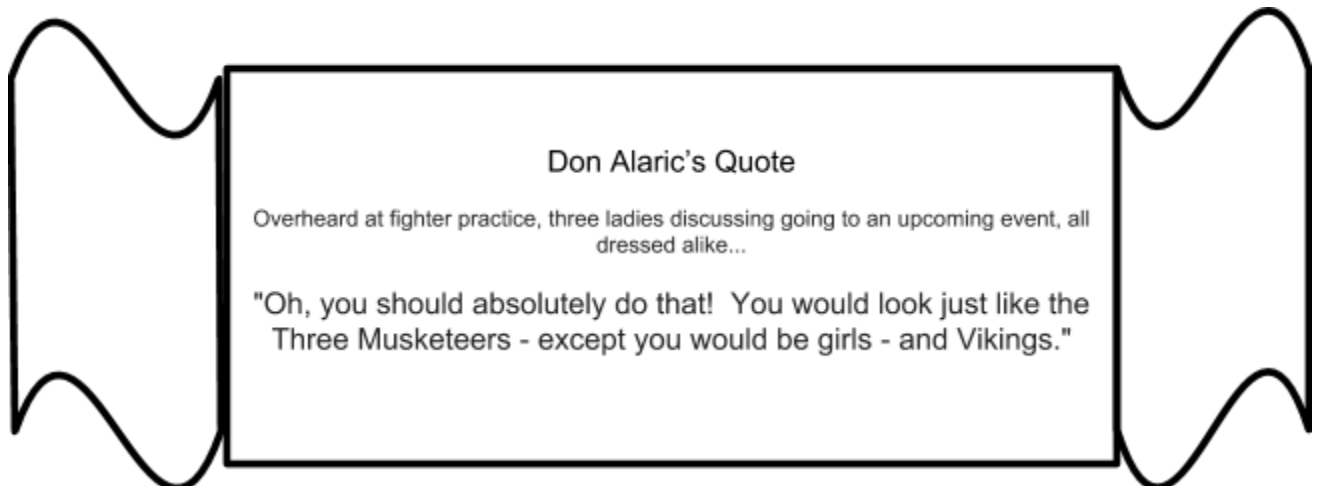 Don Alaric’s Quote
Overheard at fighter practice, three ladies discussing going to an upcoming event, all
dressed alike...
"Oh, you should absolutely do that!  You would look just like the
Three Musketeers - except you would be girls - and Vikings."